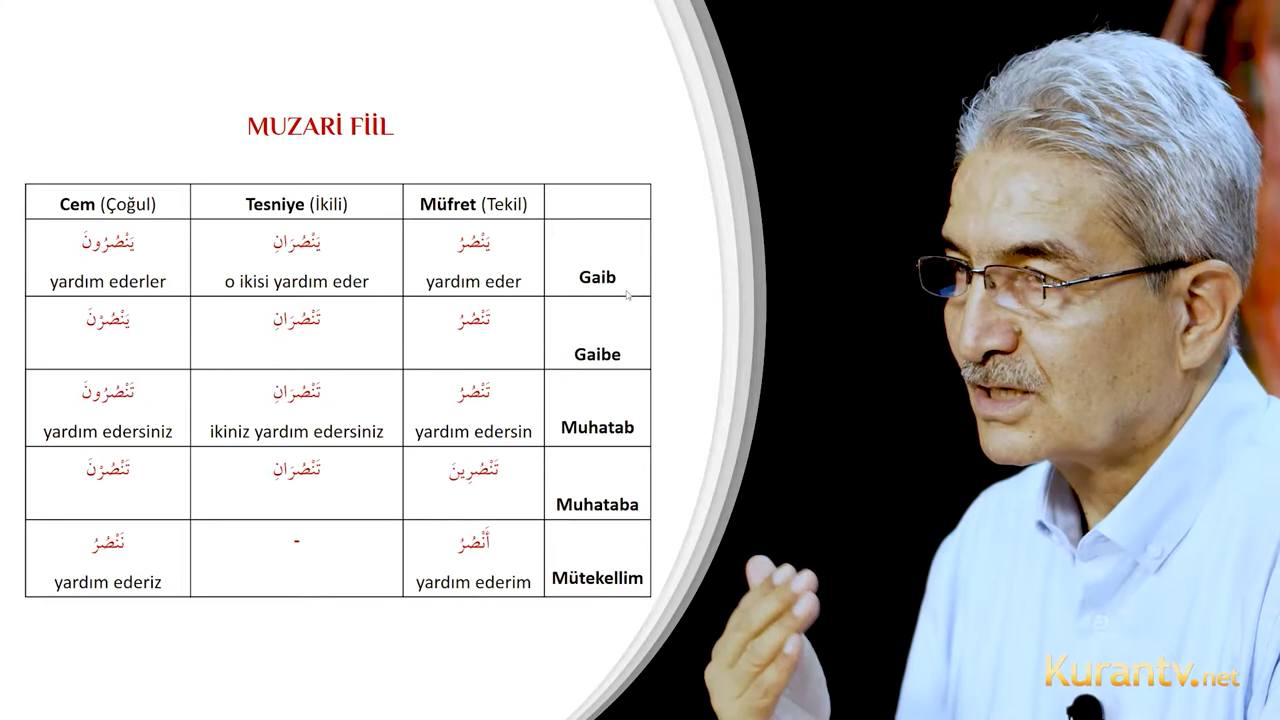 MUZARİ FİİL
Cem (Çoğul) Tesniye (İkili) Müfret (Tekil)
يَنْصُرُونَ يَنْصُرَانِ يَنْصُرُ
yardım ederler o ikisi yardım eder yardım eder Gaib
يَنْصُرْنَ تَنْصُرَانِ تَنْصُرُ
Gaibe
تَنْصُرُونَ تَنْصُرَانِ تَنْصُرُ
yardım edersiniz ikiniz yardım edersiniz yardım edersin Muhatab
تَنْصُرْنَ تَنْصُرَانِ تَنْصُرِينَ
Muhataba
نَنْصُرُ - أَنْصُرُ
yardım ederiz yardım ederim Mütekellim
Kurantv.net